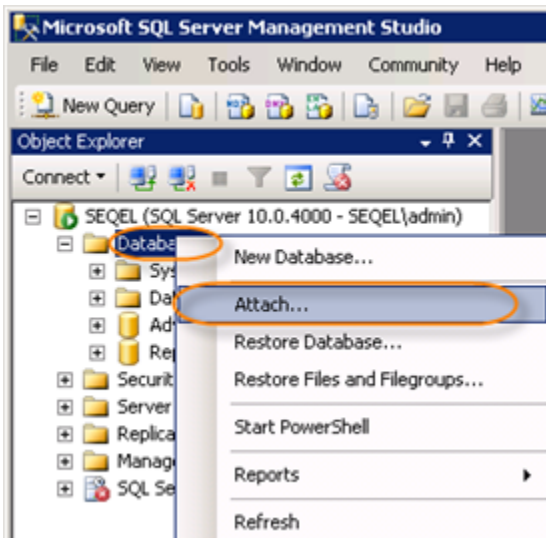 Microsoft SQL Server Management Studio
File Edit View Tools Window Community Help
New Query
Object Explorer
Connect
SEQEL (SQL Server 10.0.4000 - SEQEL\admin)
Databa
Sys
Da
Ad
Rep
Securit
Server
Replica
Manag
SQL Se
New Database...
Attach...
Restore Database...
Restore Files and Filegroups...
Start PowerShell
Reports
Refresh